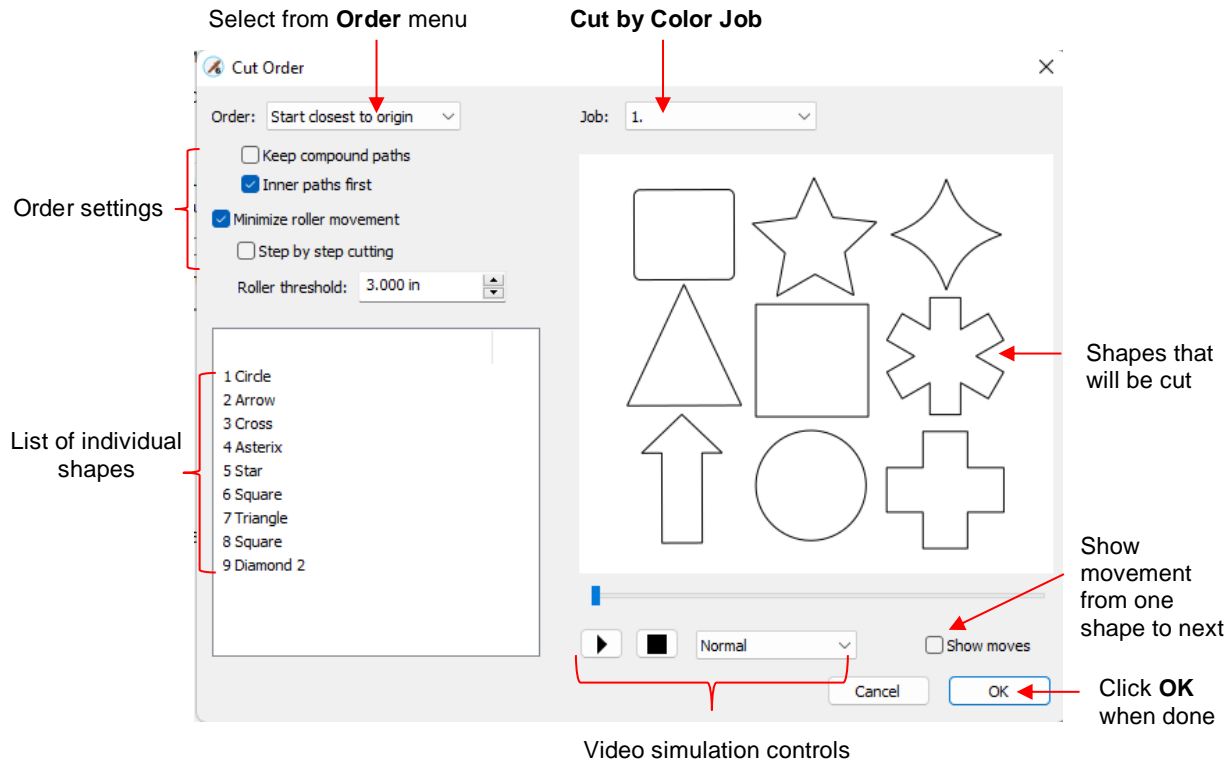 Select from Order menu
Cut by Color Job
Cut Order
Order: Start closest to origin
Job: 1.
Keep compound paths
Inner paths first
Order settings
Minimize roller movement
Step by step cutting
Roller threshold: 3.000 in
Shapes that
will be cut
1 Circle
2 Arrow
3 Cross
4 Asterix
5 Star
6 Square
7 Triangle
8 Square
9 Diamond 2
List of individual
shapes
Show
movement
from one
shape to next
Normal
Show moves
Cancel
OK
Click OK
when done
Video simulation controls